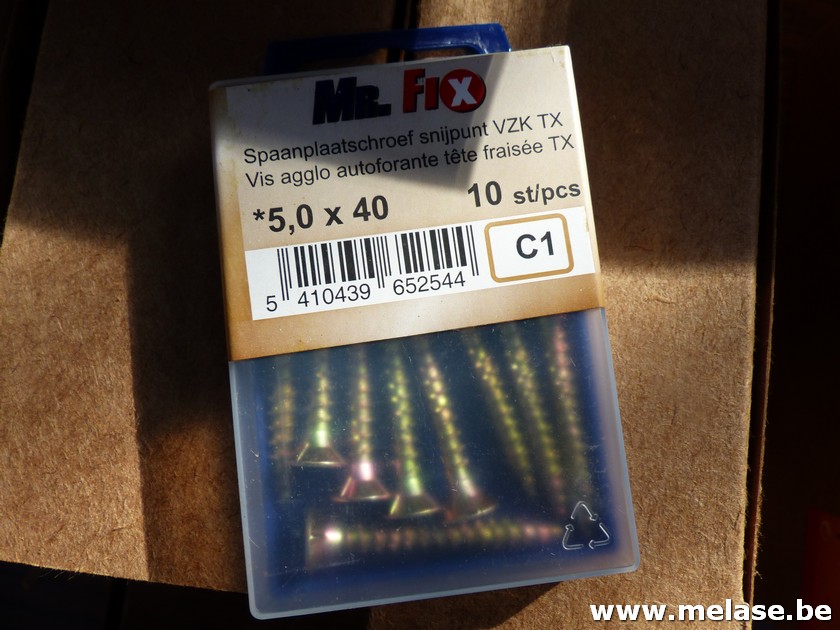 MR. FIX
Spaanplaatschroef snijpunt VZK TX
Vis agglo autoforante tête fraisée TX
*5,0 x 40 10 st/pcs
C1
5 410439 652544
www.melase.be